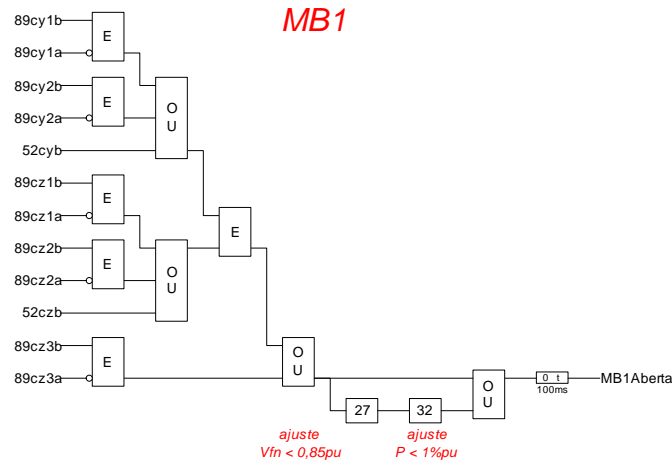 MB1
89cy1b
E
89cy1a
89cy2b
E
O
U
89cy2a
52cyb
89cz1b
E
89cz1a
E
89cz2b
E
O
U
89cz2a
52czb
89cz3b
E
O
U
89cz3a
O
U
0 t
MB1Aberta
100ms
27
32
ajuste
Vfn < 0,85pu
ajuste
P < 1%pu